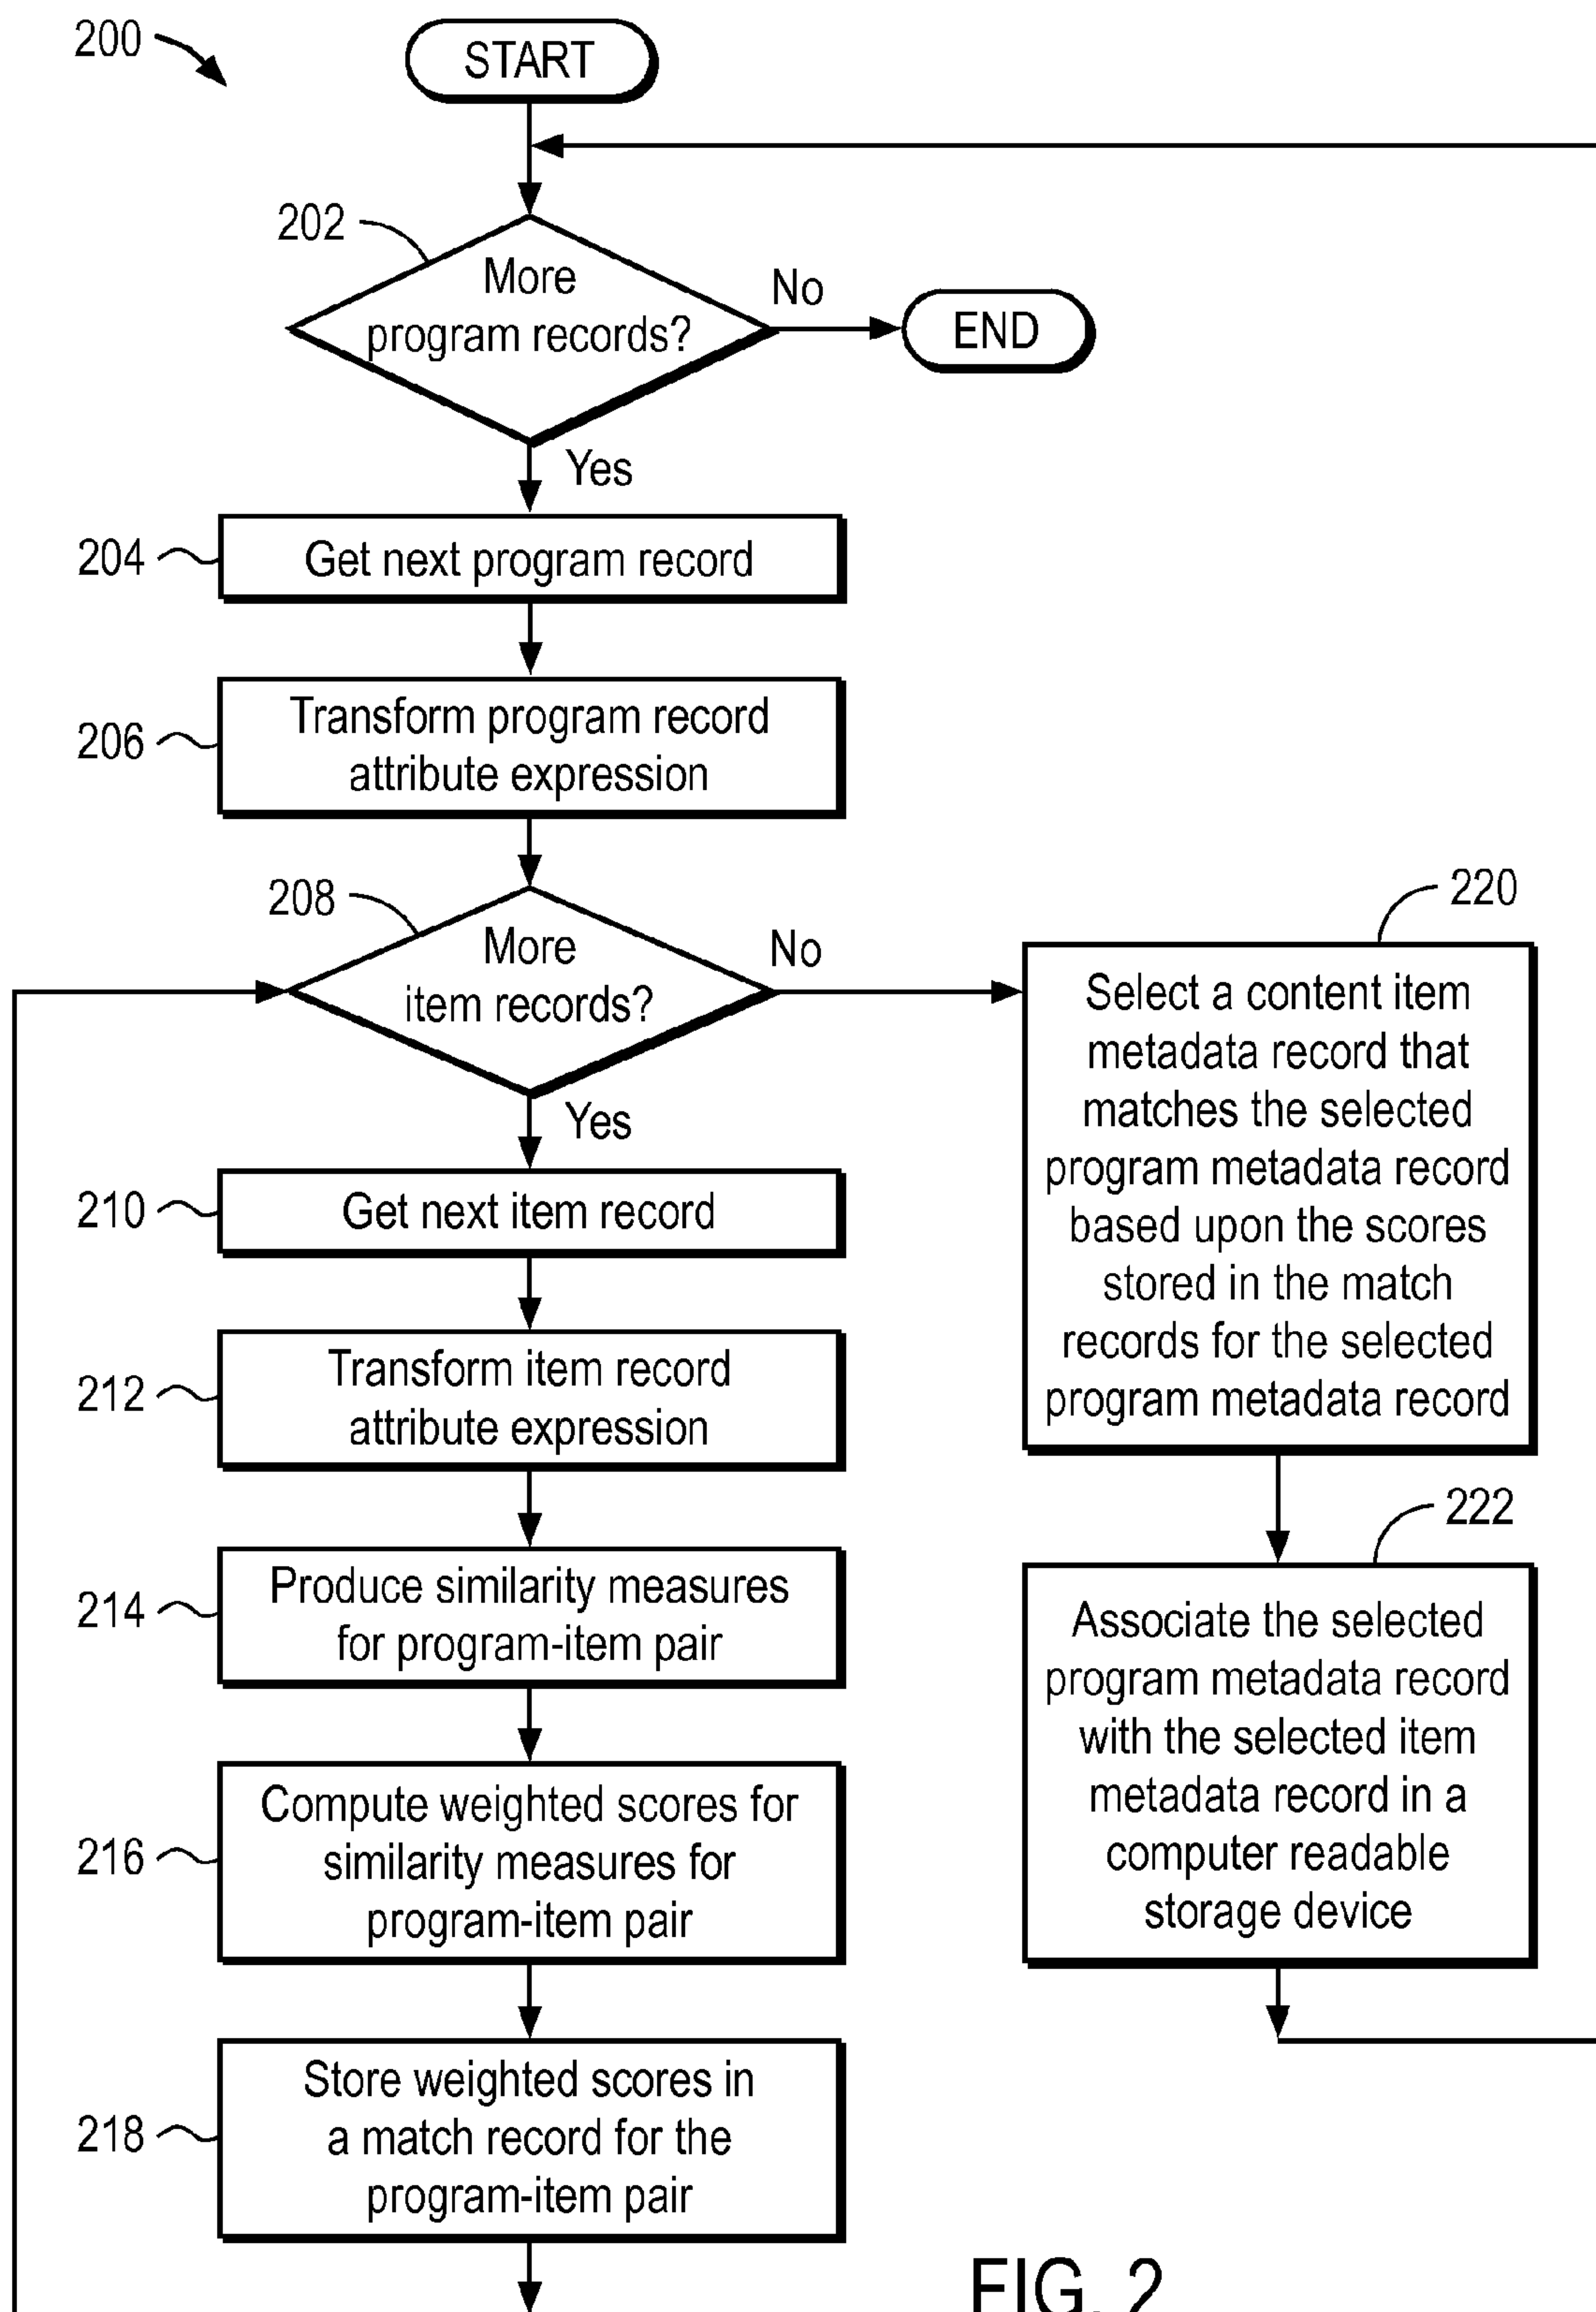 200
START
202
More
program records?
No
END
Yes
204
Get next program record
206
Transform program record
attribute expression
208
More
item records?
No
Yes
210
Get next item record
212
Transform item record
attribute expression
214
Produce similarity measures
for program-item pair
216
Compute weighted scores for
similarity measures for
program-item pair
218
Store weighted scores in
a match record for the
program-item pair
220
Select a content item
metadata record that
matches the selected
program metadata record
based upon the scores
stored in the match
records for the selected
program metadata record
222
Associate the selected
program metadata record
with the selected item
metadata record in a
computer readable
storage device
FIG. 2